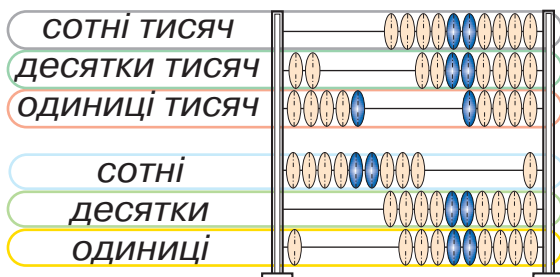 сотні тисяч
десятки тисяч
одиниці тисяч
сотні
десятки
одиниці